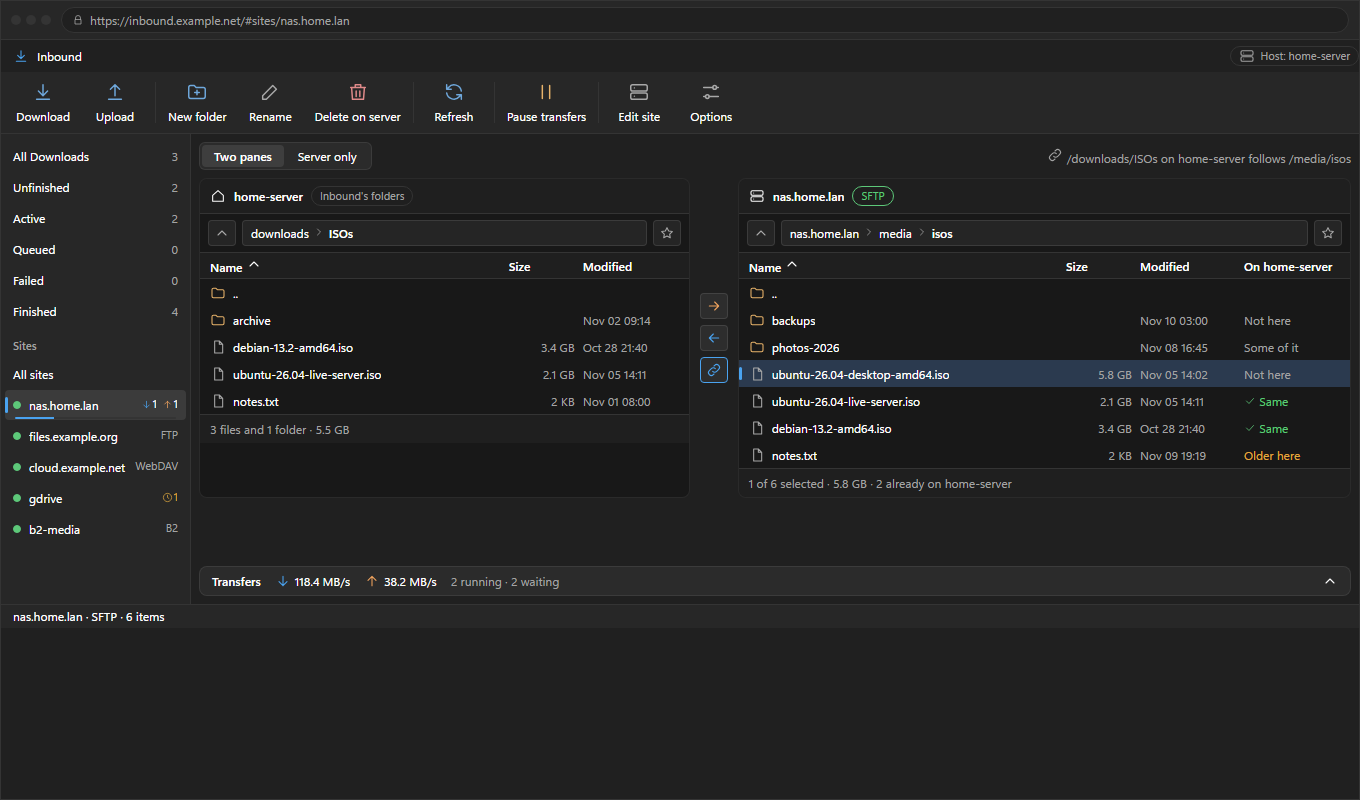 https://inbound.example.net/#sites/nas.home.lan
Inbound
Host: home-server
Download Upload New folder Rename Delete on server Refresh Pause transfers Edit site Options
All Downloads 3
Unfinished 2
Active 2
Queued 0
Failed 0
Finished 4
Sites
All sites
nas.home.lan ↓1 ↑1
files.example.org FTP
cloud.example.net WebDAV
gdrive 1
b2-media B2
Two panes Server only
/downloads/ISOs on home-server follows /media/isos
home-server Inbound's folders
downloads > ISOs
Name Size Modified
..
archive Nov 02 09:14
debian-13.2-amd64.iso 3.4 GB Oct 28 21:40
ubuntu-26.04-live-server.iso 2.1 GB Nov 05 14:11
notes.txt 2 KB Nov 01 08:00
3 files and 1 folder · 5.5 GB
nas.home.lan SFTP
nas.home.lan > media > isos
Name Size Modified On home-server
..
backups Nov 10 03:00 Not here
photos-2026 Nov 08 16:45 Some of it
ubuntu-26.04-desktop-amd64.iso 5.8 GB Nov 05 14:02 Not here
ubuntu-26.04-live-server.iso 2.1 GB Nov 05 14:11 ✓ Same
debian-13.2-amd64.iso 3.4 GB Oct 28 21:40 ✓ Same
notes.txt 2 KB Nov 09 19:19 Older here
1 of 6 selected · 5.8 GB · 2 already on home-server
Transfers ↓ 118.4 MB/s ↑ 38.2 MB/s 2 running · 2 waiting
nas.home.lan · SFTP · 6 items